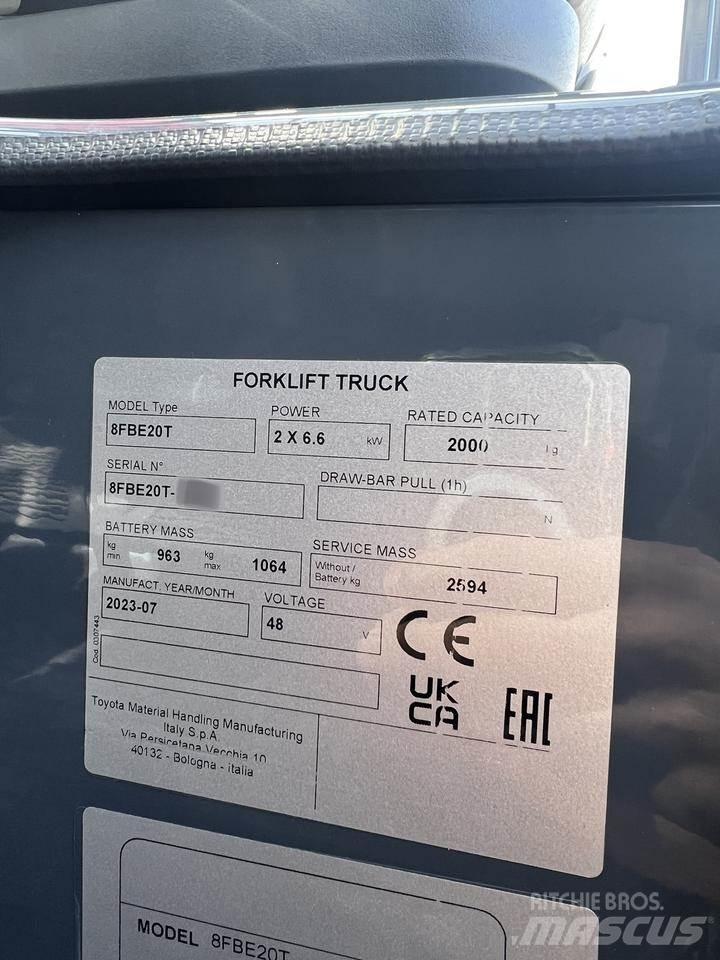 FORKLIFT TRUCK
MODEL Type
8FBE20T
POWER
2 X 6.6 kW
RATED CAPACITY
2000 kg
SERIAL N°
8FBE20T-
DRAW-BAR PULL (1h)
N
BATTERY MASS
kg min. 963 kg max 1064
SERVICE MASS
Without / Battery kg 2594
MANUFACT. YEAR/MONTH
2023-07
VOLTAGE
48 V
CE
UK
CA
EAC
Cod. 0307443
Toyota Material Handling Manufacturing
Italy S.p.A.
Via Persicetana Vecchia 10
40132 - Bologna - italia
MODEL 8FBE20T
RITCHIE BROS.
MASCUS